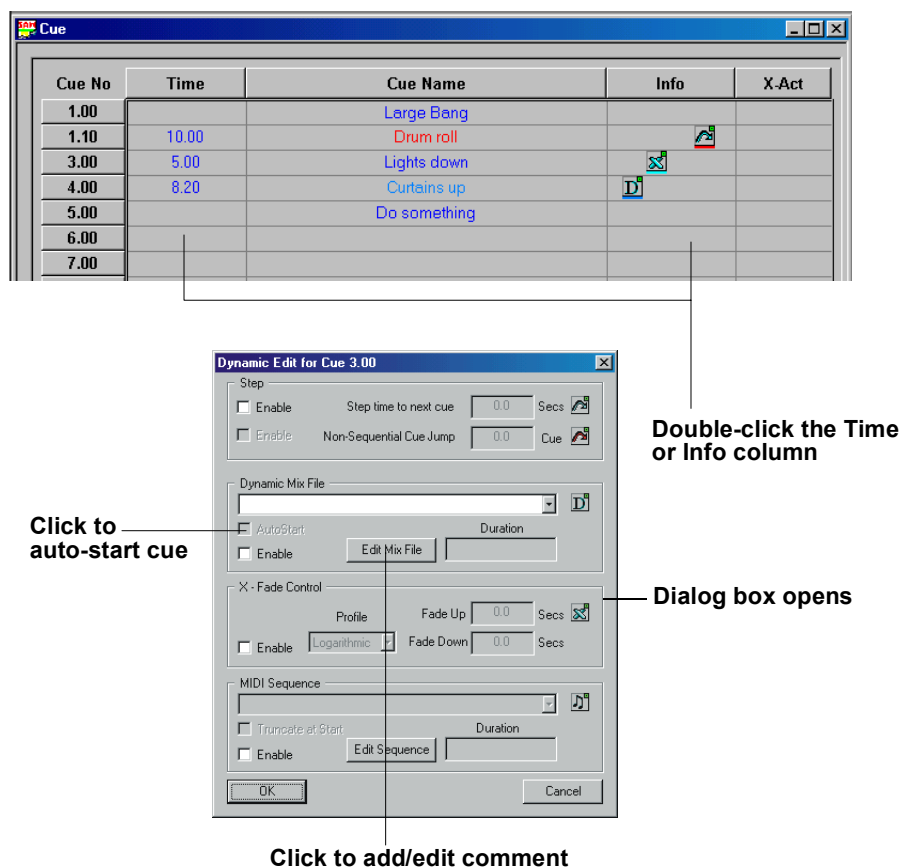 SAM Cue
Cue No Time Cue Name Info X-Act
1.00 Large Bang
1.10 10.00 Drum roll
3.00 5.00 Lights down
4.00 8.20 Curtains up D
5.00 Do something
6.00
7.00
Double-click the Time
or Info column
Dynamic Edit for Cue 3.00
Step
Enable Step time to next cue 0.0 Secs
Enable Non-Sequential Cue Jump 0.0 Cue
Dynamic Mix File
D
Click to
auto-start cue
AutoStart Duration
Enable Edit Mix File
X - Fade Control
Dialog box opens
Profile Fade Up 0.0 Secs
Enable Logarithmic Fade Down 0.0 Secs
MIDI Sequence
Truncate at Start Duration
Enable Edit Sequence
OK Cancel
Click to add/edit comment